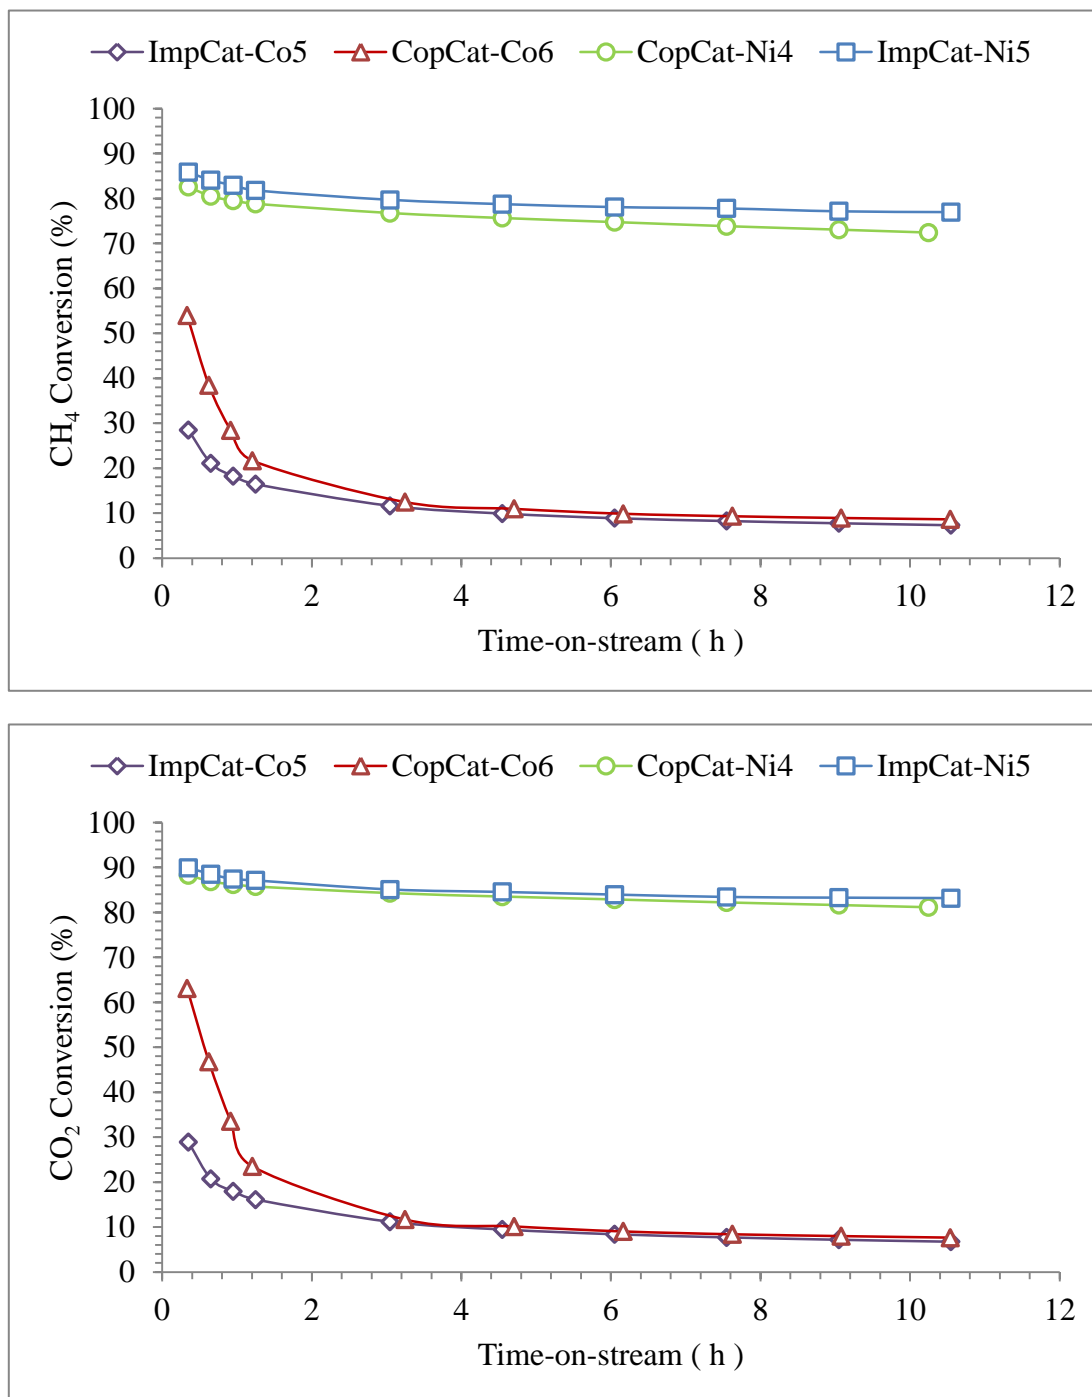 ImpCat-Co5 CopCat-Co6 CopCat-Ni4 ImpCat-Ni5
100
90
80
70
60
50
40
30
20
10
0
CH₄ Conversion (%)
0 2 4 6 8 10 12
Time-on-stream ( h )
ImpCat-Co5 CopCat-Co6 CopCat-Ni4 ImpCat-Ni5
100
90
80
70
60
50
40
30
20
10
0
CO₂ Conversion (%)
0 2 4 6 8 10 12
Time-on-stream ( h )